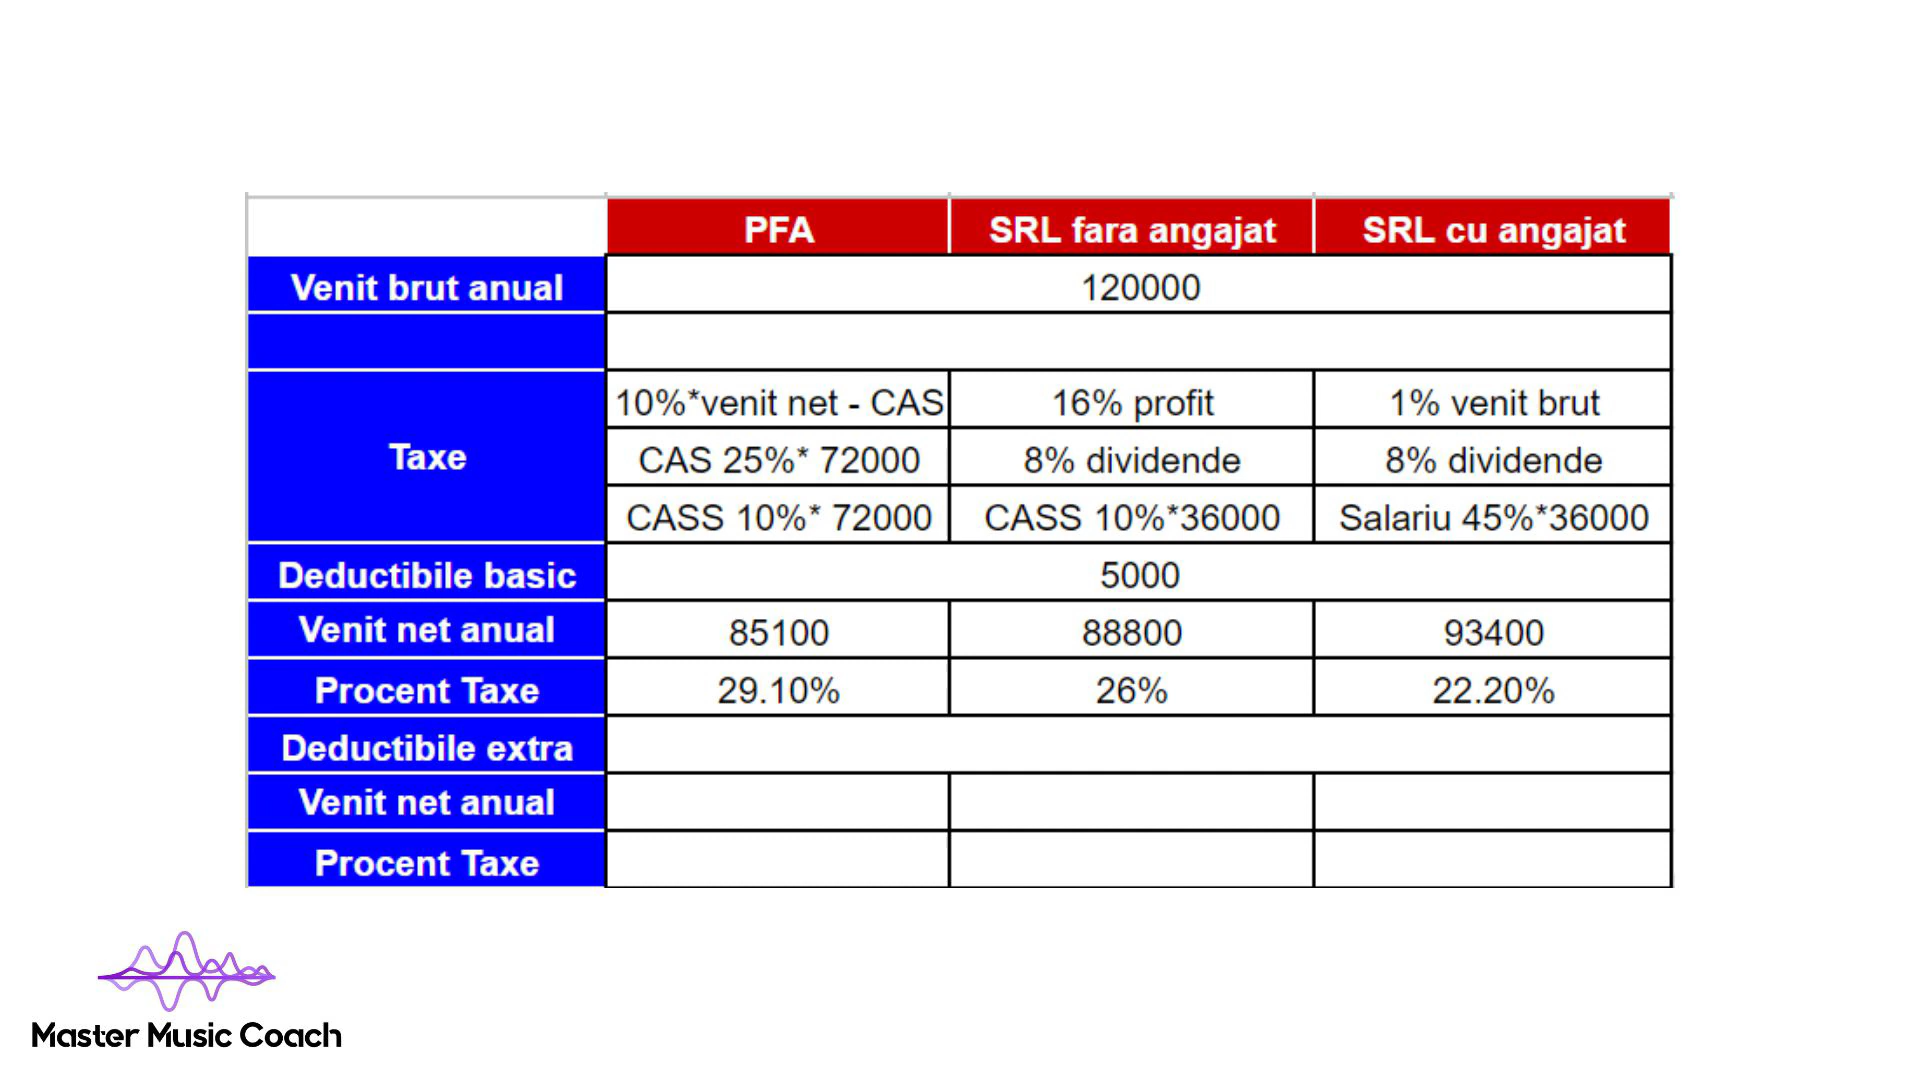 PFA SRL fara angajat SRL cu angajat
Venit brut anual 120000
10%*venit net - CAS 16% profit 1% venit brut
Taxe CAS 25%* 72000 8% dividende 8% dividende
CASS 10%* 72000 CASS 10%*36000 Salariu 45%*36000
Deductibile basic 5000
Venit net anual 85100 88800 93400
Procent Taxe 29.10% 26% 22.20%
Deductibile extra
Venit net anual
Procent Taxe
Master Music Coach